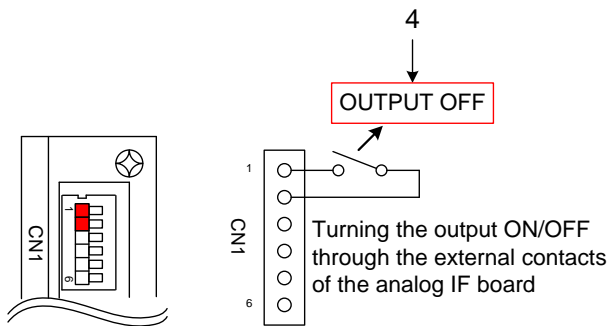 4
OUTPUT OFF
CN1
1
6
CN1
1
6
Turning the output ON/OFF
through the external contacts
of the analog IF board